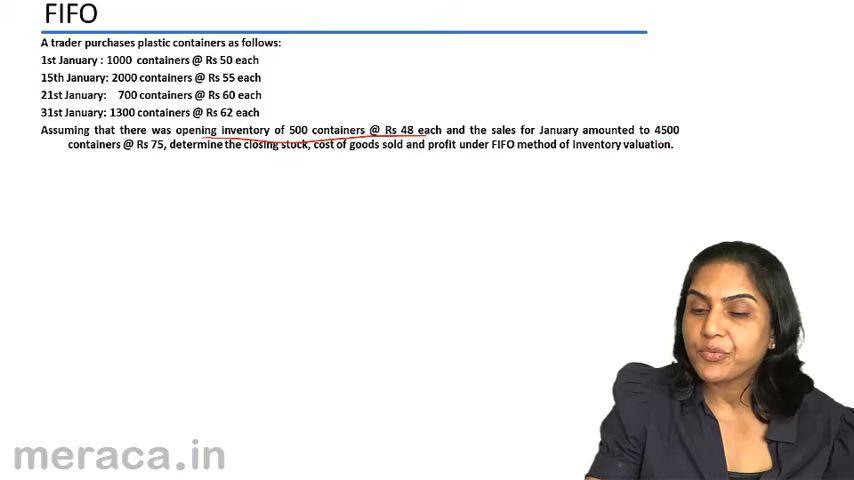 FIFO
A trader purchases plastic containers as follows:
1st January : 1000 containers @ Rs 50 each
15th January: 2000 containers @ Rs 55 each
21st January: 700 containers @ Rs 60 each
31st January: 1300 containers @ Rs 62 each
Assuming that there was opening inventory of 500 containers @ Rs 48 each and the sales for January amounted to 4500
containers @ Rs 75, determine the closing stock, cost of goods sold and profit under FIFO method of inventory valuation.
meraca.in